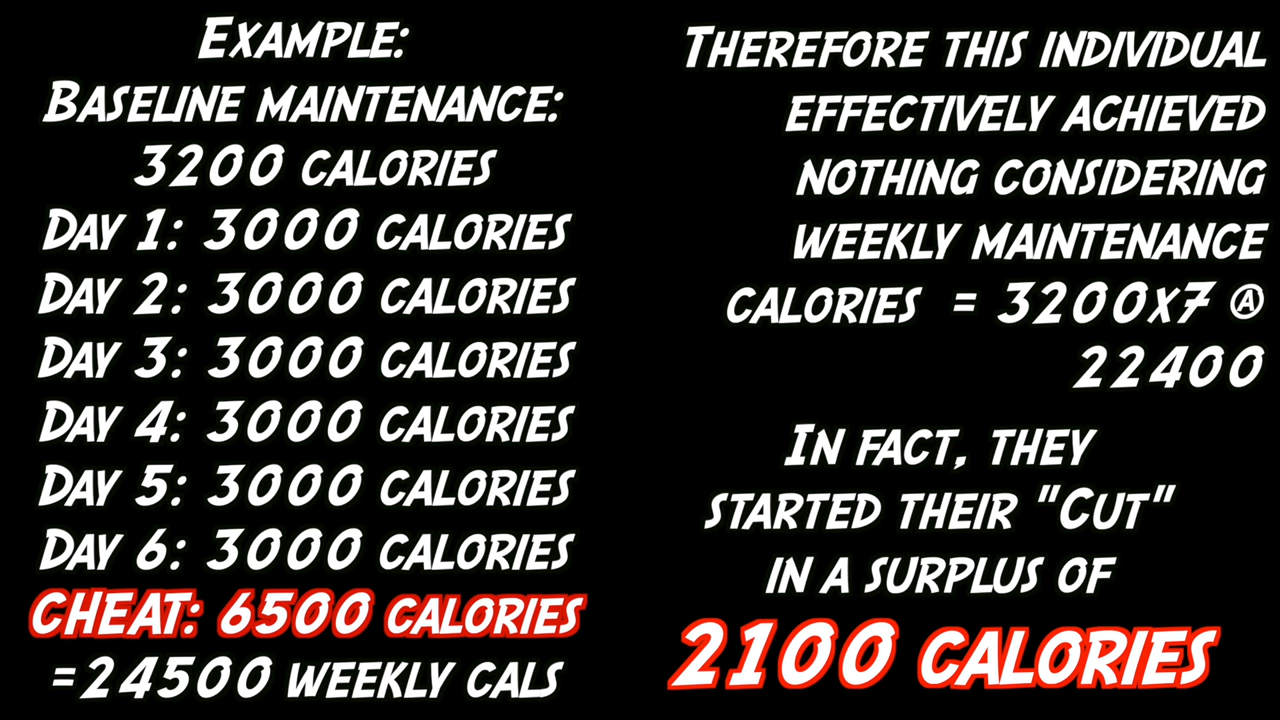 Example:
Baseline maintenance:
3200 calories
Day 1: 3000 calories
Day 2: 3000 calories
Day 3: 3000 calories
Day 4: 3000 calories
Day 5: 3000 calories
Day 6: 3000 calories
CHEAT: 6500 calories
=24500 weekly cals
Therefore this individual
effectively achieved
nothing considering
weekly maintenance
calories = 3200x7 @
22400
In fact, they
started their "Cut"
in a surplus of
2100 calories